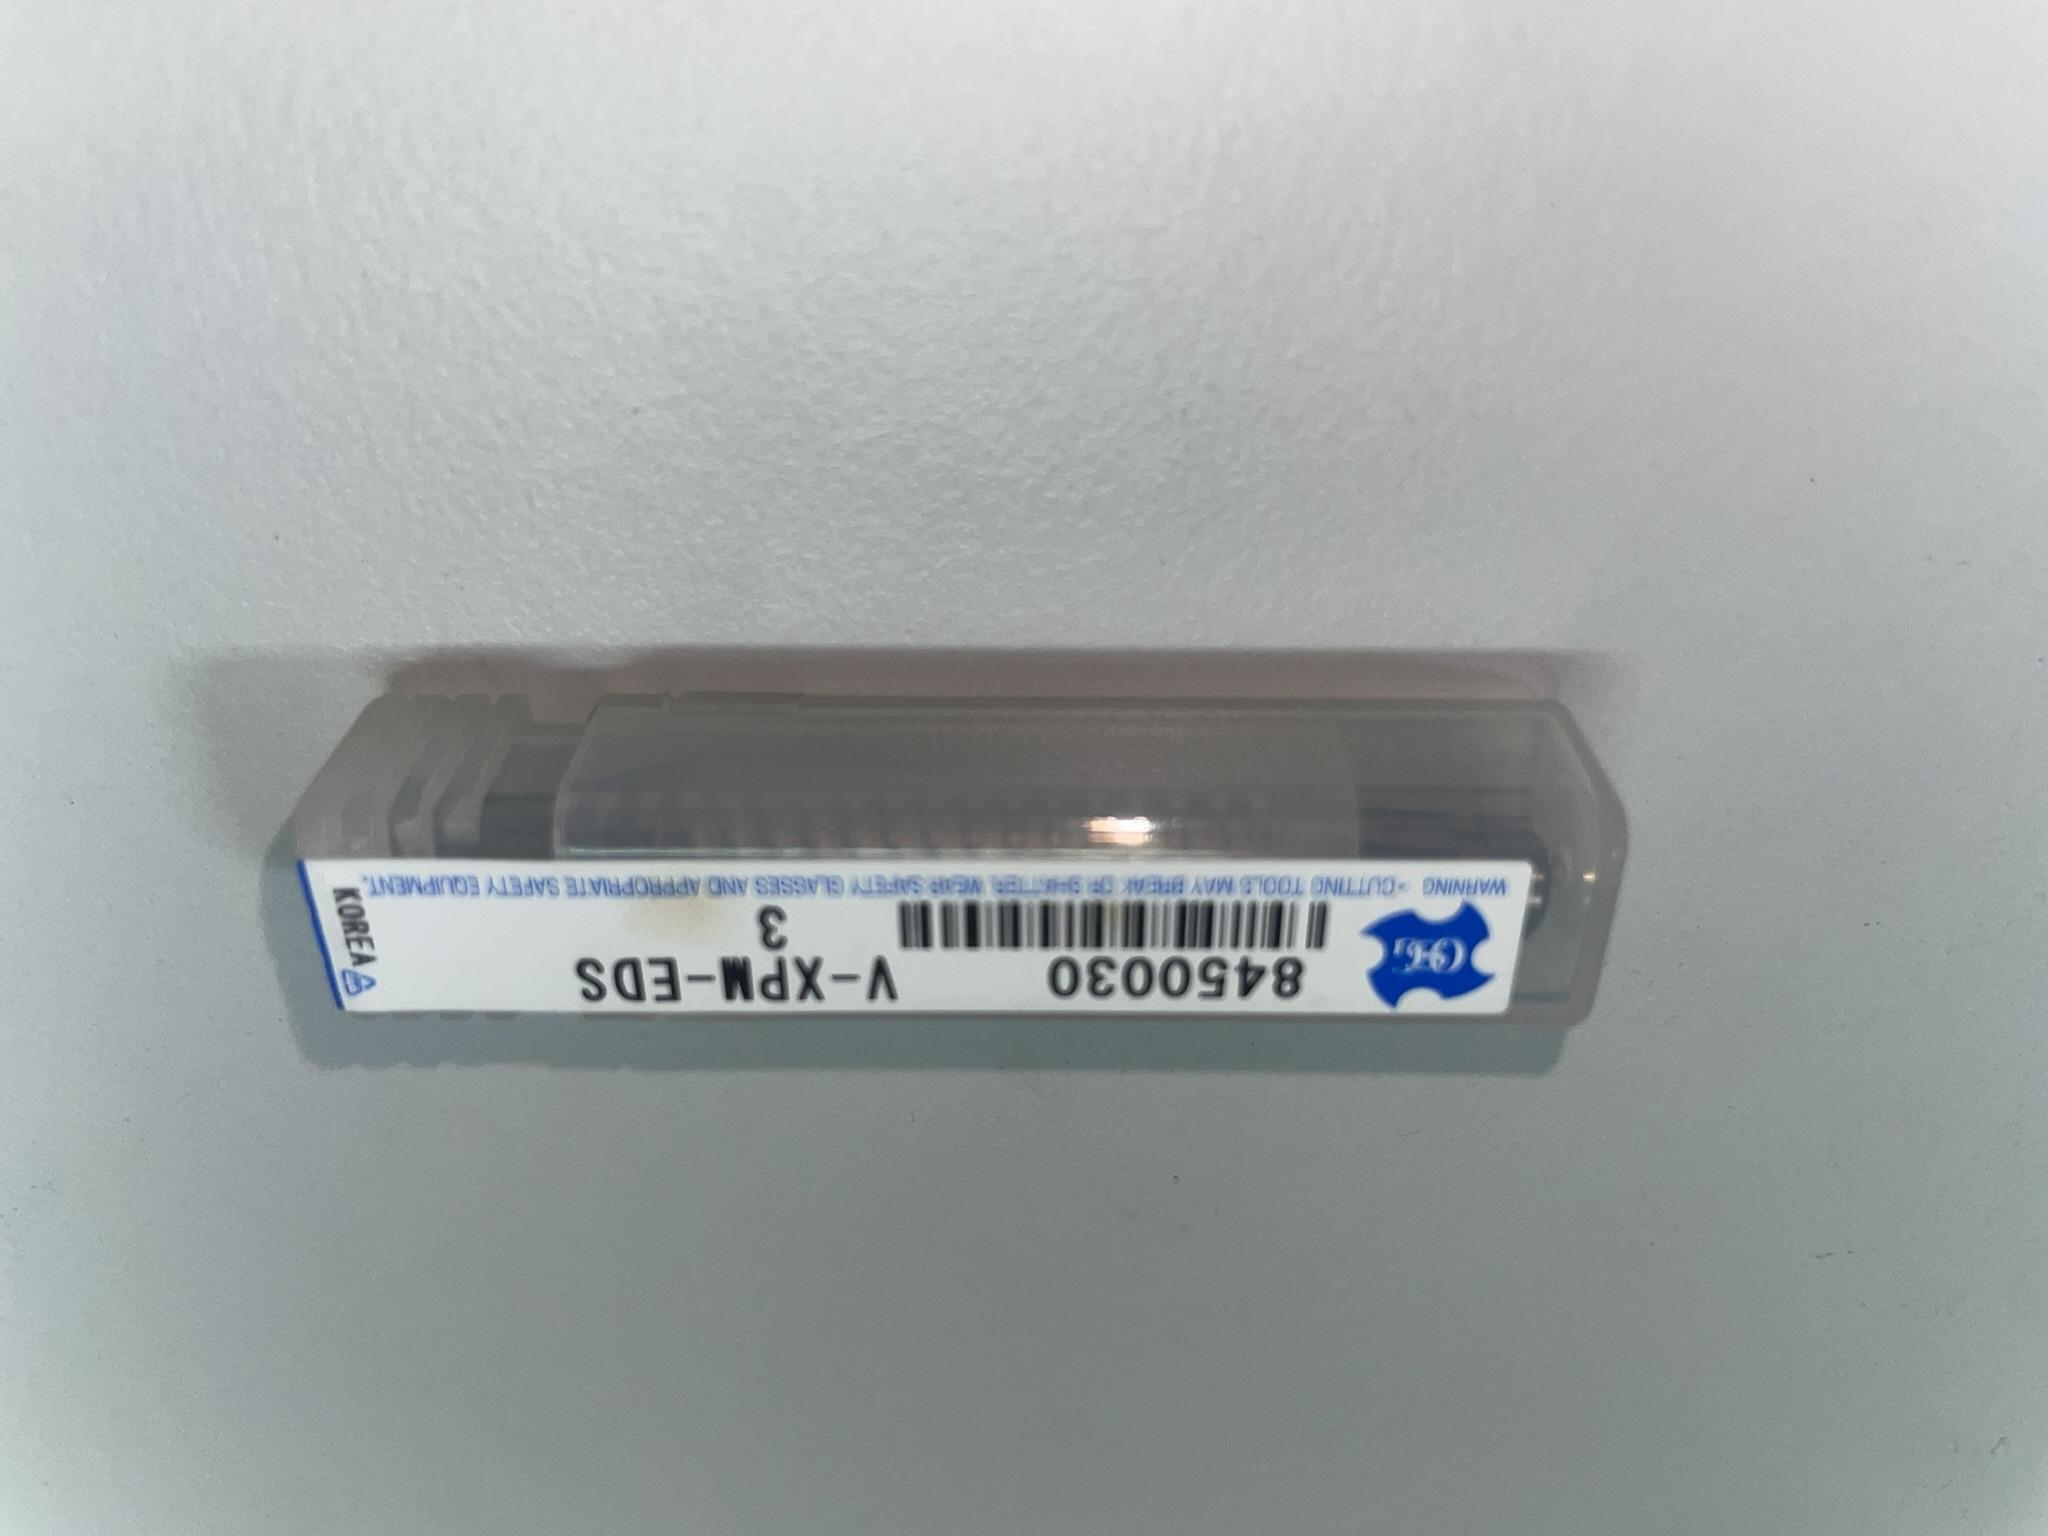 OSG
8450030 V-XPM-EDS
3
WARNING - CUTTING TOOLS MAY BREAK OR SHATTER, WEAR SAFETY GLASSES AND APPROPRIATE SAFETY EQUIPMENT.
KOREA